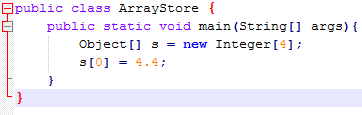 public class ArrayStore {
    public static void main(String[] args){
        Object[] s = new Integer[4];
        s[0] = 4.4;
    }
}